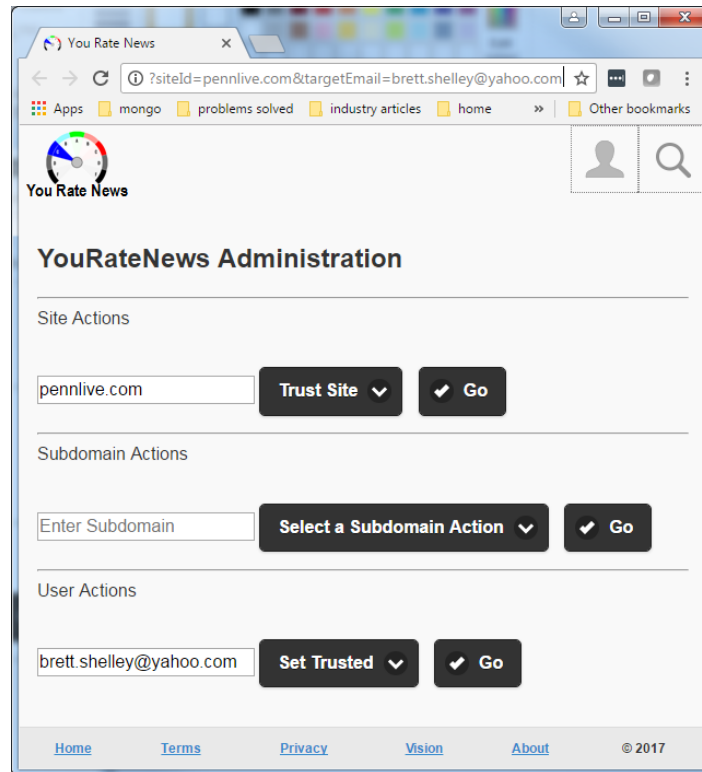 You Rate News
?siteId=pennlive.com&targetEmail=brett.shelley@yahoo.com
Apps mongo problems solved industry articles home » Other bookmarks
You Rate News
YouRateNews Administration
Site Actions
pennlive.com Trust Site Go
Subdomain Actions
Enter Subdomain Select a Subdomain Action Go
User Actions
brett.shelley@yahoo.com Set Trusted Go
Home Terms Privacy Vision About © 2017